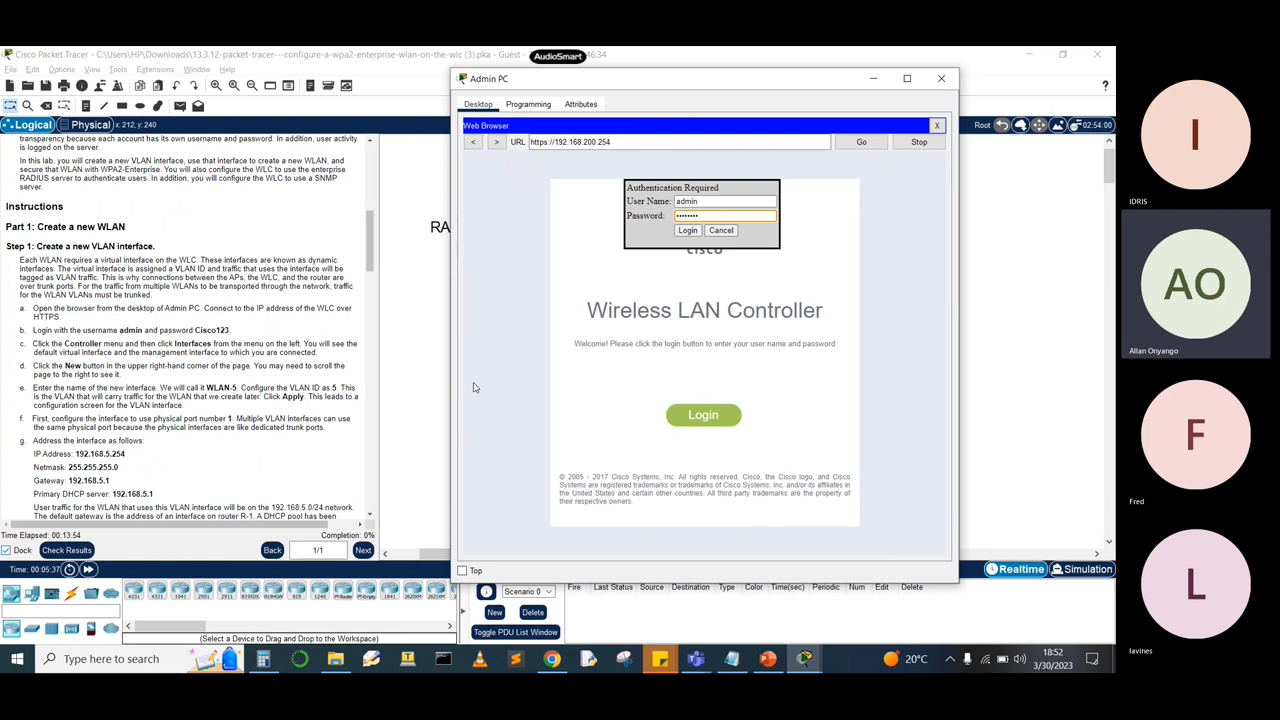 Cisco Packet Tracer - C:\Users\HP\Downloads\13.3.12-packet-tracer---configure-a-wpa2-enterprise-wlan-on-the-wlc (3).pka - Guest
AudioSmart
46:34
File Edit Options View Tools Extensions Window Help
Logical Physical x: 212, y: 240
Root 02:54:00
transparency because each account has its own username and password. In addition, user activity
is logged on the server.
In this lab, you will create a new VLAN interface, use that interface to create a new WLAN, and
secure that WLAN with WPA2-Enterprise. You will also configure the WLC to use the enterprise
RADIUS server to authenticate users. In addition, you will configure the WLC to use a SNMP
server.
Instructions
Part 1: Create a new WLAN
Step 1: Create a new VLAN interface.
Each WLAN requires a virtual interface on the WLC. These interfaces are known as dynamic
interfaces. The virtual interface is assigned a VLAN ID and traffic that uses the interface will be
tagged as VLAN traffic. This is why connections between the APs, the WLC, and the router are
over trunk ports. For the traffic from multiple WLANs to be transported through the network, traffic
for the WLAN VLANs must be trunked.
a. Open the browser from the desktop of Admin PC. Connect to the IP address of the WLC over
HTTPS.
b. Login with the username admin and password Cisco123.
c. Click the Controller menu and then click Interfaces from the menu on the left. You will see the
default virtual interface and the management interface to which you are connected.
d. Click the New button in the upper right-hand corner of the page. You may need to scroll the
page to the right to see it.
e. Enter the name of the new interface. We will call it WLAN-5. Configure the VLAN ID as 5. This
is the VLAN that will carry traffic for the WLAN that we create later. Click Apply. This leads to a
configuration screen for the VLAN interface.
f. First, configure the interface to use physical port number 1. Multiple VLAN interfaces can use
the same physical port because the physical interfaces are like dedicated trunk ports.
g. Address the interface as follows:
IP Address: 192.168.5.254
Netmask: 255.255.255.0
Gateway: 192.168.5.1
Primary DHCP server: 192.168.5.1
User traffic for the WLAN that uses this VLAN interface will be on the 192.168.5.0/24 network.
The default gateway is the address of an interface on router R-1. A DHCP pool has been
Time Elapsed: 00:13:54 Completion: 0%
Dock Check Results Back 1/1 Next
RA
Admin PC
Desktop Programming Attributes
Web Browser X
< > URL https://192.168.200.254 Go Stop
Authentication Required
User Name: admin
Password: ••••••••
Login Cancel
cisco
Wireless LAN Controller
Welcome! Please click the login button to enter your user name and password
Login
© 2005 - 2017 Cisco Systems, Inc. All rights reserved. Cisco, the Cisco logo, and Cisco
Systems are registered trademarks or trademarks of Cisco Systems, Inc. and/or its affiliates in
the United States and certain other countries. All third party trademarks are the property of
their respective owners.
Top
Time: 00:05:37
Realtime Simulation
4331 4321 1941 2901 2911 819IOX 819HGW 829 1240 PT-Router PT-Empty 1841 2620XM 2621XM
(Select a Device to Drag and Drop to the Workspace)
Scenario 0
New Delete
Toggle PDU List Window
Fire Last Status Source Destination Type Color Time(sec) Periodic Num Edit Delete
Type here to search
20°C
18:52
3/30/2023
I
IDRIS
AO
Allan Onyango
F
Fred
L
lavines